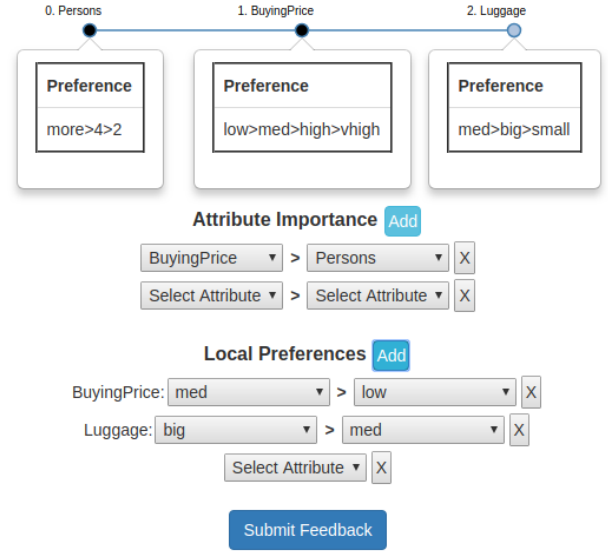 0. Persons 1. BuyingPrice 2. Luggage
Preference Preference Preference
more>4>2 low>med>high>vhigh med>big>small
Attribute Importance Add
BuyingPrice > Persons X
Select Attribute > Select Attribute X
Local Preferences Add
BuyingPrice: med > low X
Luggage: big > med X
Select Attribute X
Submit Feedback